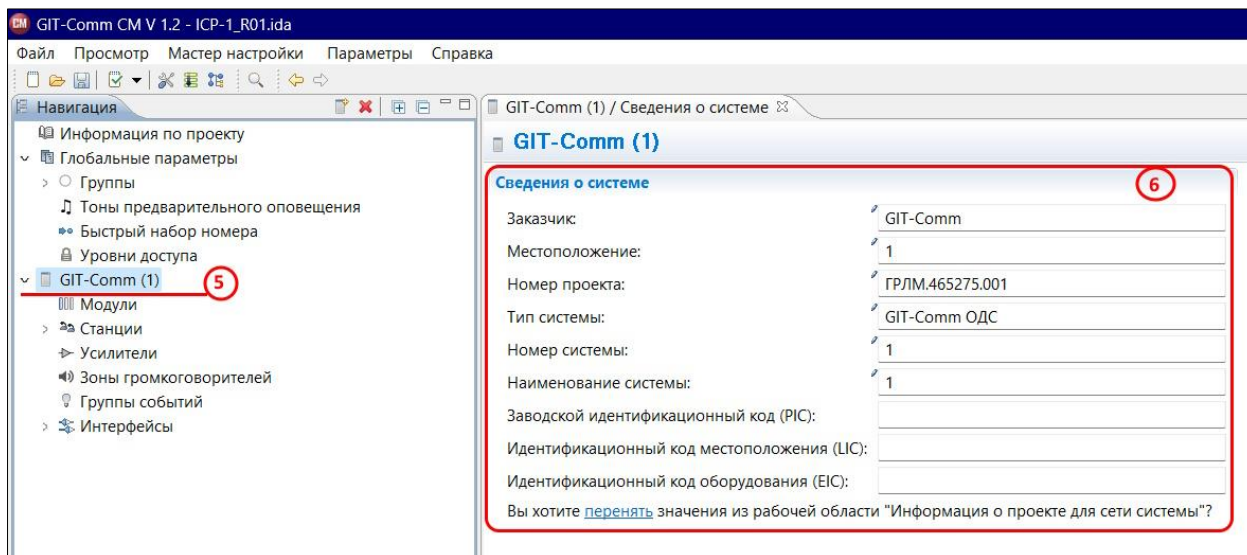 GIT-Comm CM V 1.2 - ICP-1_R01.ida
Файл Просмотр Мастер настройки Параметры Справка
Навигация
Информация по проекту
Глобальные параметры
Группы
Тоны предварительного оповещения
Быстрый набор номера
Уровни доступа
GIT-Comm (1)
5
Модули
Станции
Усилители
Зоны громкоговорителей
Группы событий
Интерфейсы
GIT-Comm (1) / Сведения о системе
GIT-Comm (1)
Сведения о системе
6
Заказчик: GIT-Comm
Местоположение: 1
Номер проекта: ГРЛМ.465275.001
Тип системы: GIT-Comm ОДС
Номер системы: 1
Наименование системы: 1
Заводской идентификационный код (PIC):
Идентификационный код местоположения (LIC):
Идентификационный код оборудования (EIC):
Вы хотите перенять значения из рабочей области "Информация о проекте для сети системы"?